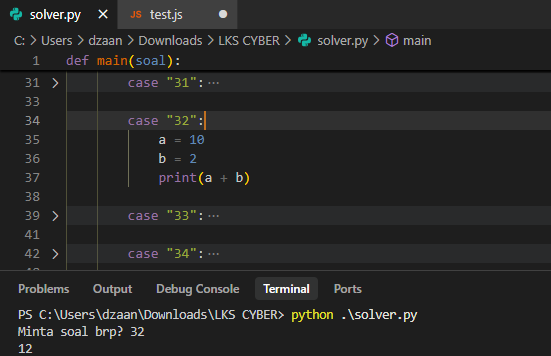 solver.py × JS test.js ●
C: > Users > dzaan > Downloads > LKS CYBER > solver.py > main
1 def main(soal):
31 > case "31":…
33
34 case "32":
35 a = 10
36 b = 2
37 print(a + b)
38
39 > case "33":…
41
42 > case "34":…
Problems Output Debug Console Terminal Ports
PS C:\Users\dzaan\Downloads\LKS CYBER> python .\solver.py
Minta soal brp? 32
12